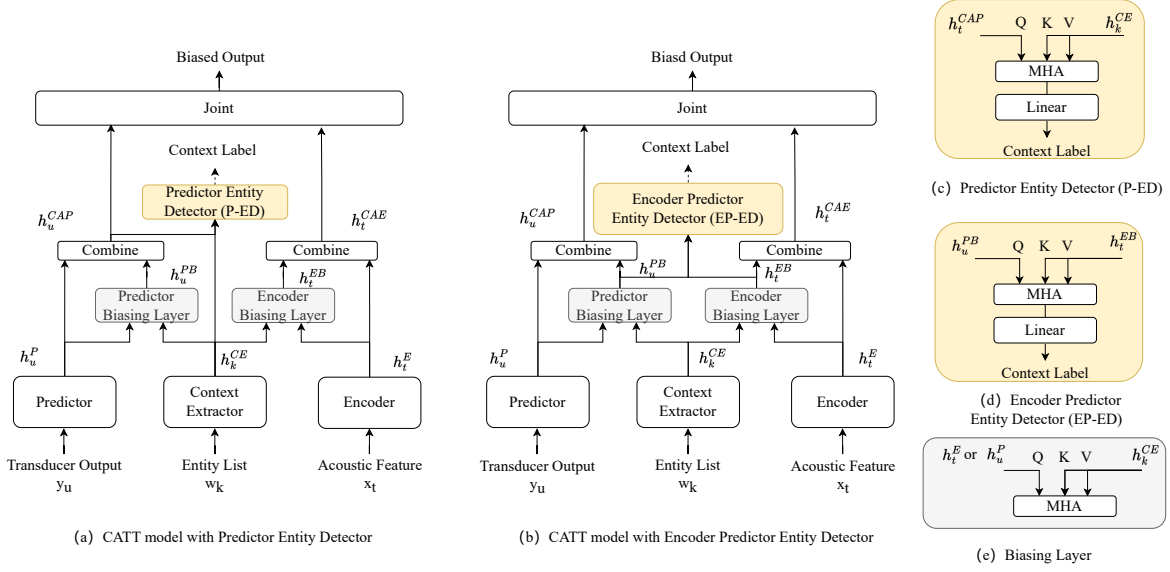 Biased Output
Joint
Context Label
Predictor Entity
Detector (P-ED)
h_u^{CAP}
h_t^{CAE}
Combine
Combine
h_u^{PB}
h_t^{EB}
Predictor
Biasing Layer
Encoder
Biasing Layer
h_u^P
h_k^{CE}
h_t^E
Predictor
Context
Extractor
Encoder
Transducer Output
y_u
Entity List
w_k
Acoustic Feature
x_t
(a) CATT model with Predictor Entity Detector
Biasd Output
Joint
Context Label
Encoder Predictor
Entity Detector (EP-ED)
h_u^{CAP}
h_t^{CAE}
Combine
Combine
h_u^{PB}
h_t^{EB}
Predictor
Biasing Layer
Encoder
Biasing Layer
h_u^P
h_k^{CE}
h_t^E
Predictor
Context
Extractor
Encoder
Transducer Output
y_u
Entity List
w_k
Acoustic Feature
x_t
(b) CATT model with Encoder Predictor Entity Detector
h_t^{CAP} Q K V h_k^{CE}
MHA
Linear
Context Label
(c) Predictor Entity Detector (P-ED)
h_u^{PB} Q K V h_t^{EB}
MHA
Linear
Context Label
(d) Encoder Predictor
Entity Detector (EP-ED)
h_t^E or h_u^P Q K V h_k^{CE}
MHA
(e) Biasing Layer